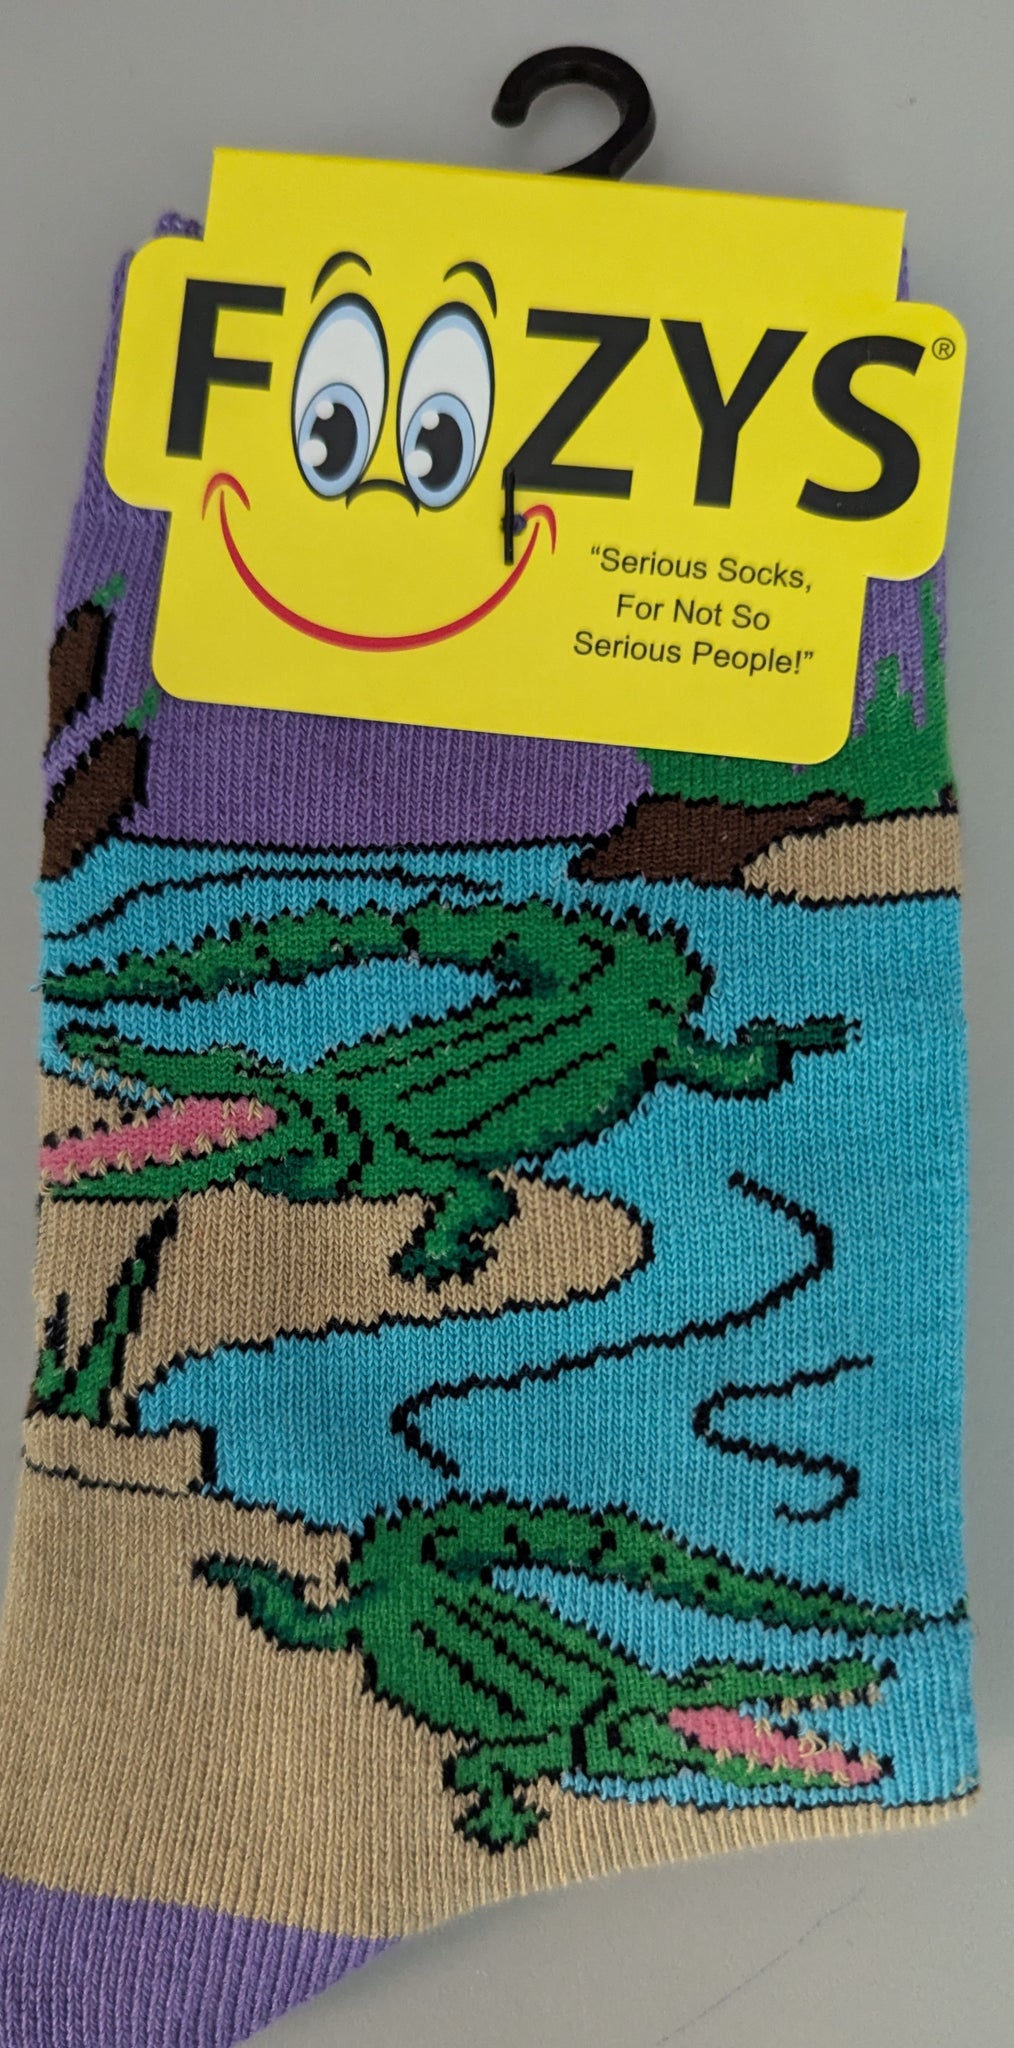 FOOZYS®
“Serious Socks,
For Not So
Serious People!”